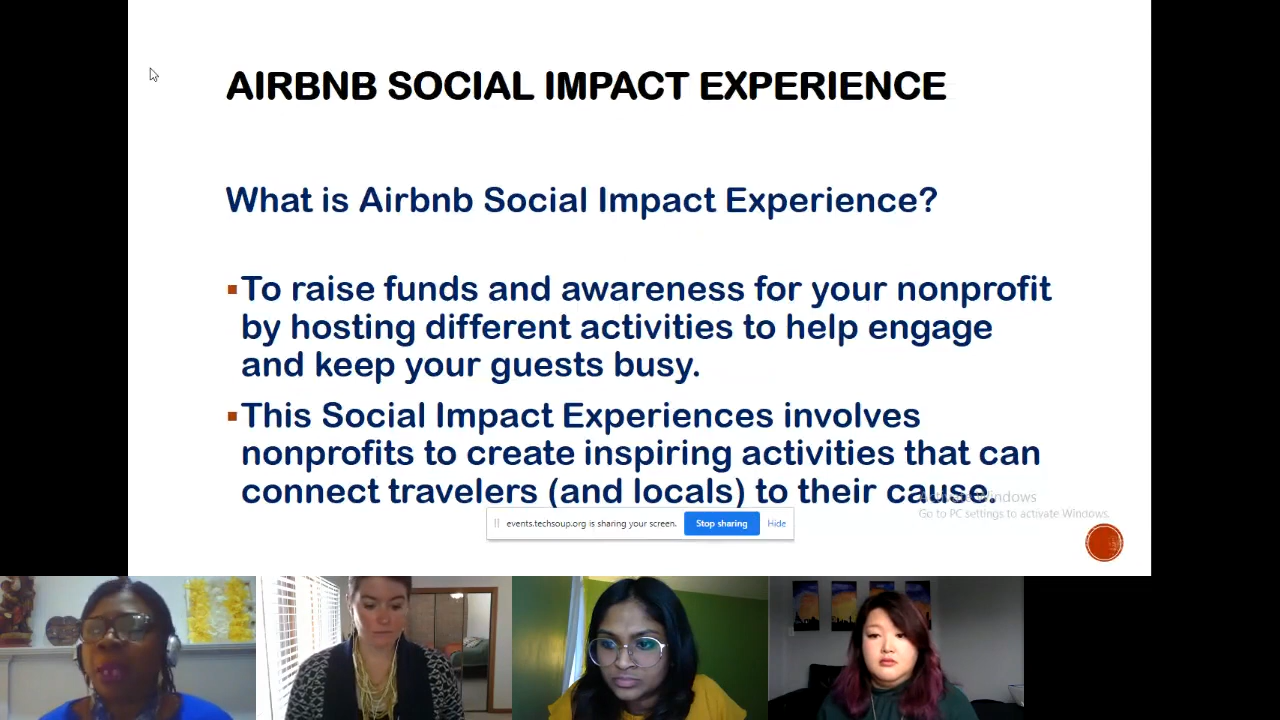 AIRBNB SOCIAL IMPACT EXPERIENCE
What is Airbnb Social Impact Experience?
To raise funds and awareness for your nonprofit
by hosting different activities to help engage
and keep your guests busy.
This Social Impact Experiences involves
nonprofits to create inspiring activities that can
connect travelers (and locals) to their cause.
Activate Windows
Go to PC settings to activate Windows.
events.techsoup.org is sharing your screen. Stop sharing Hide